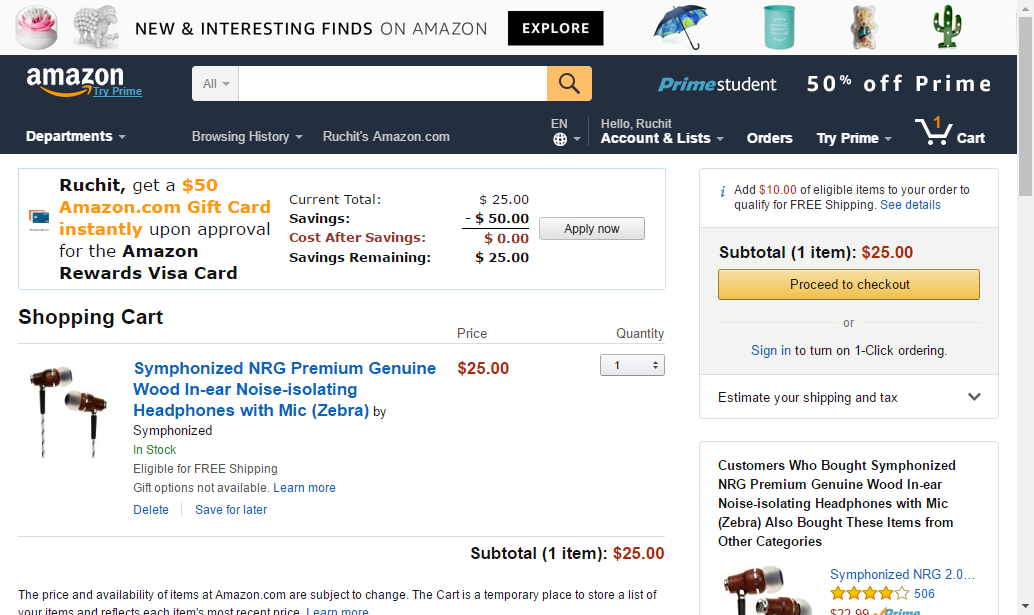 NEW & INTERESTING FINDS ON AMAZON EXPLORE
amazon
Try Prime
All
Prime student 50% off Prime
Departments
Browsing History
Ruchit's Amazon.com
EN
Hello, Ruchit
Account & Lists
Orders
Try Prime
1
Cart
Ruchit, get a $50
Amazon.com Gift Card
instantly upon approval
for the Amazon
Rewards Visa Card
Current Total: $ 25.00
Savings: - $ 50.00
Cost After Savings: $ 0.00
Savings Remaining: $ 25.00
Apply now
Shopping Cart
Price Quantity
Symphonized NRG Premium Genuine
Wood In-ear Noise-isolating
Headphones with Mic (Zebra) by
Symphonized
In Stock
Eligible for FREE Shipping
Gift options not available. Learn more
Delete Save for later
$25.00
1
Subtotal (1 item): $25.00
The price and availability of items at Amazon.com are subject to change. The Cart is a temporary place to store a list of
your items and reflects each item's most recent price. Learn more
i Add $10.00 of eligible items to your order to
qualify for FREE Shipping. See details
Subtotal (1 item): $25.00
Proceed to checkout
or
Sign in to turn on 1-Click ordering.
Estimate your shipping and tax
Customers Who Bought Symphonized
NRG Premium Genuine Wood In-ear
Noise-isolating Headphones with Mic
(Zebra) Also Bought These Items from
Other Categories
Symphonized NRG 2.0...
506
$22.99 Prime